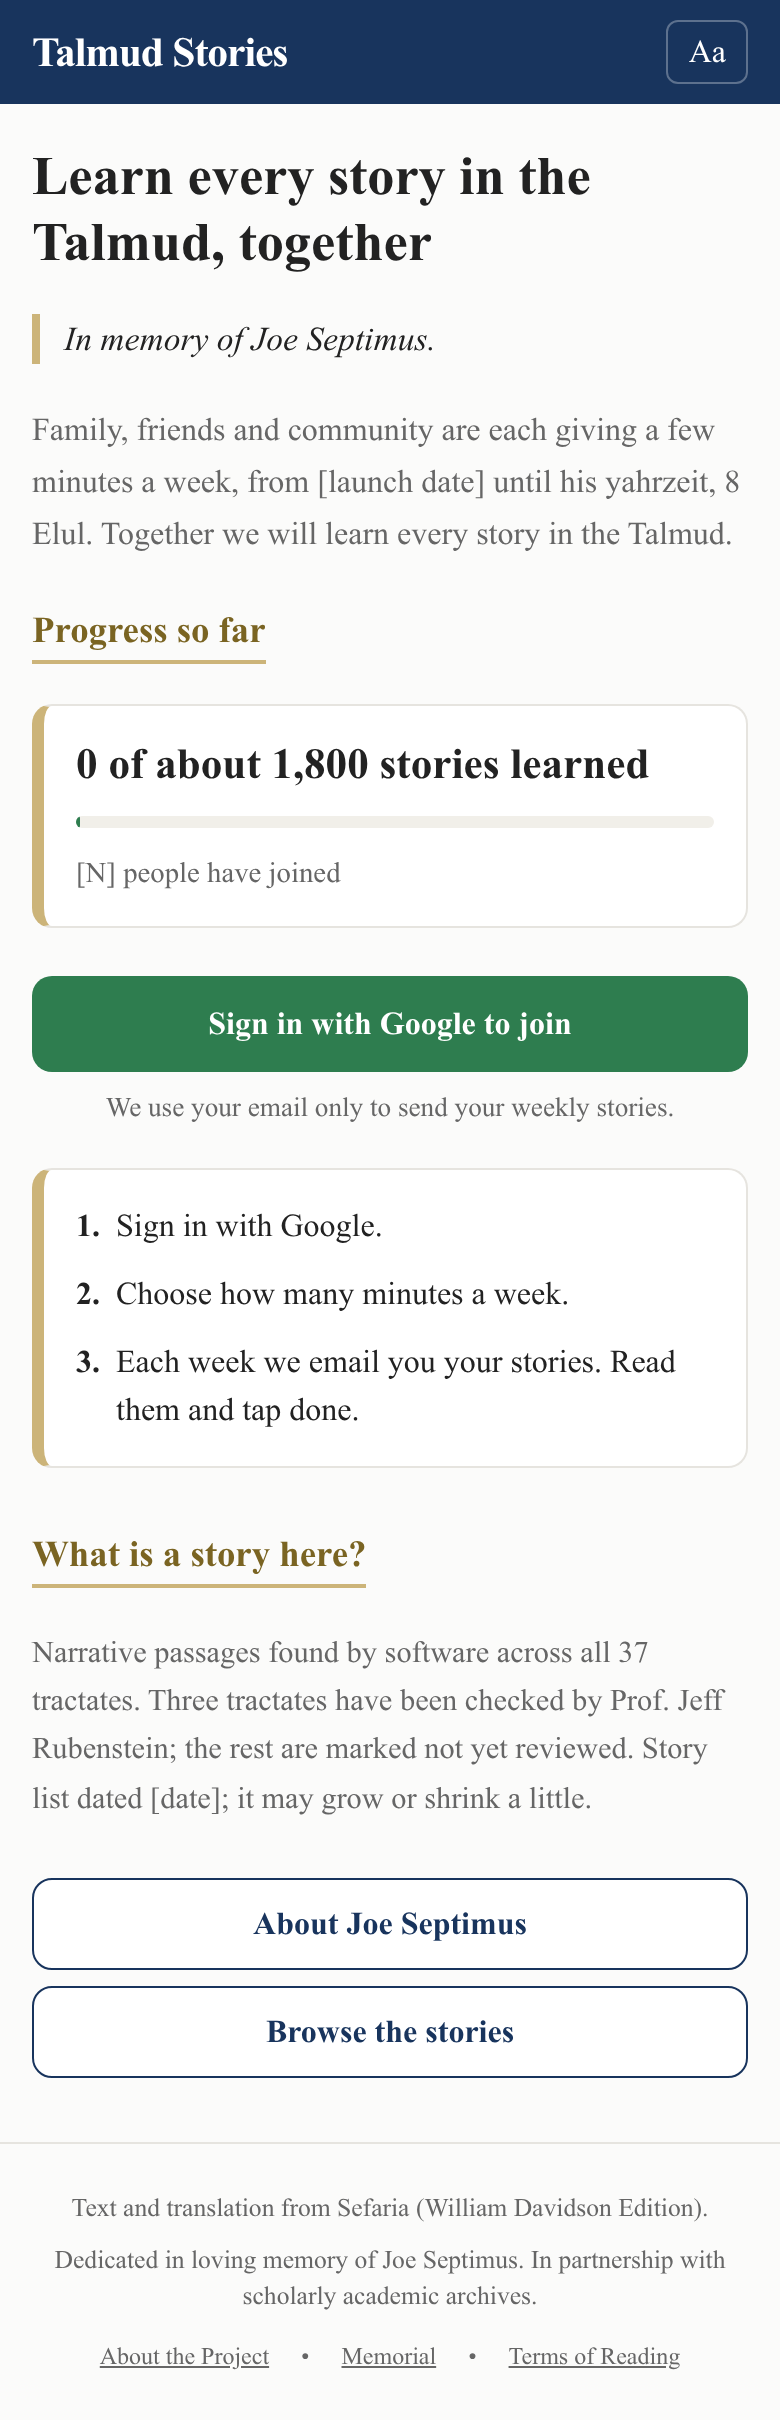 Talmud Stories
Aa
Learn every story in the
Talmud, together
In memory of Joe Septimus.
Family, friends and community are each giving a few
minutes a week, from [launch date] until his yahrzeit, 8
Elul. Together we will learn every story in the Talmud.
Progress so far
0 of about 1,800 stories learned
[N] people have joined
Sign in with Google to join
We use your email only to send your weekly stories.
1. Sign in with Google.
2. Choose how many minutes a week.
3. Each week we email you your stories. Read
them and tap done.
What is a story here?
Narrative passages found by software across all 37
tractates. Three tractates have been checked by Prof. Jeff
Rubenstein; the rest are marked not yet reviewed. Story
list dated [date]; it may grow or shrink a little.
About Joe Septimus
Browse the stories
Text and translation from Sefaria (William Davidson Edition).
Dedicated in loving memory of Joe Septimus. In partnership with
scholarly academic archives.
About the Project • Memorial • Terms of Reading